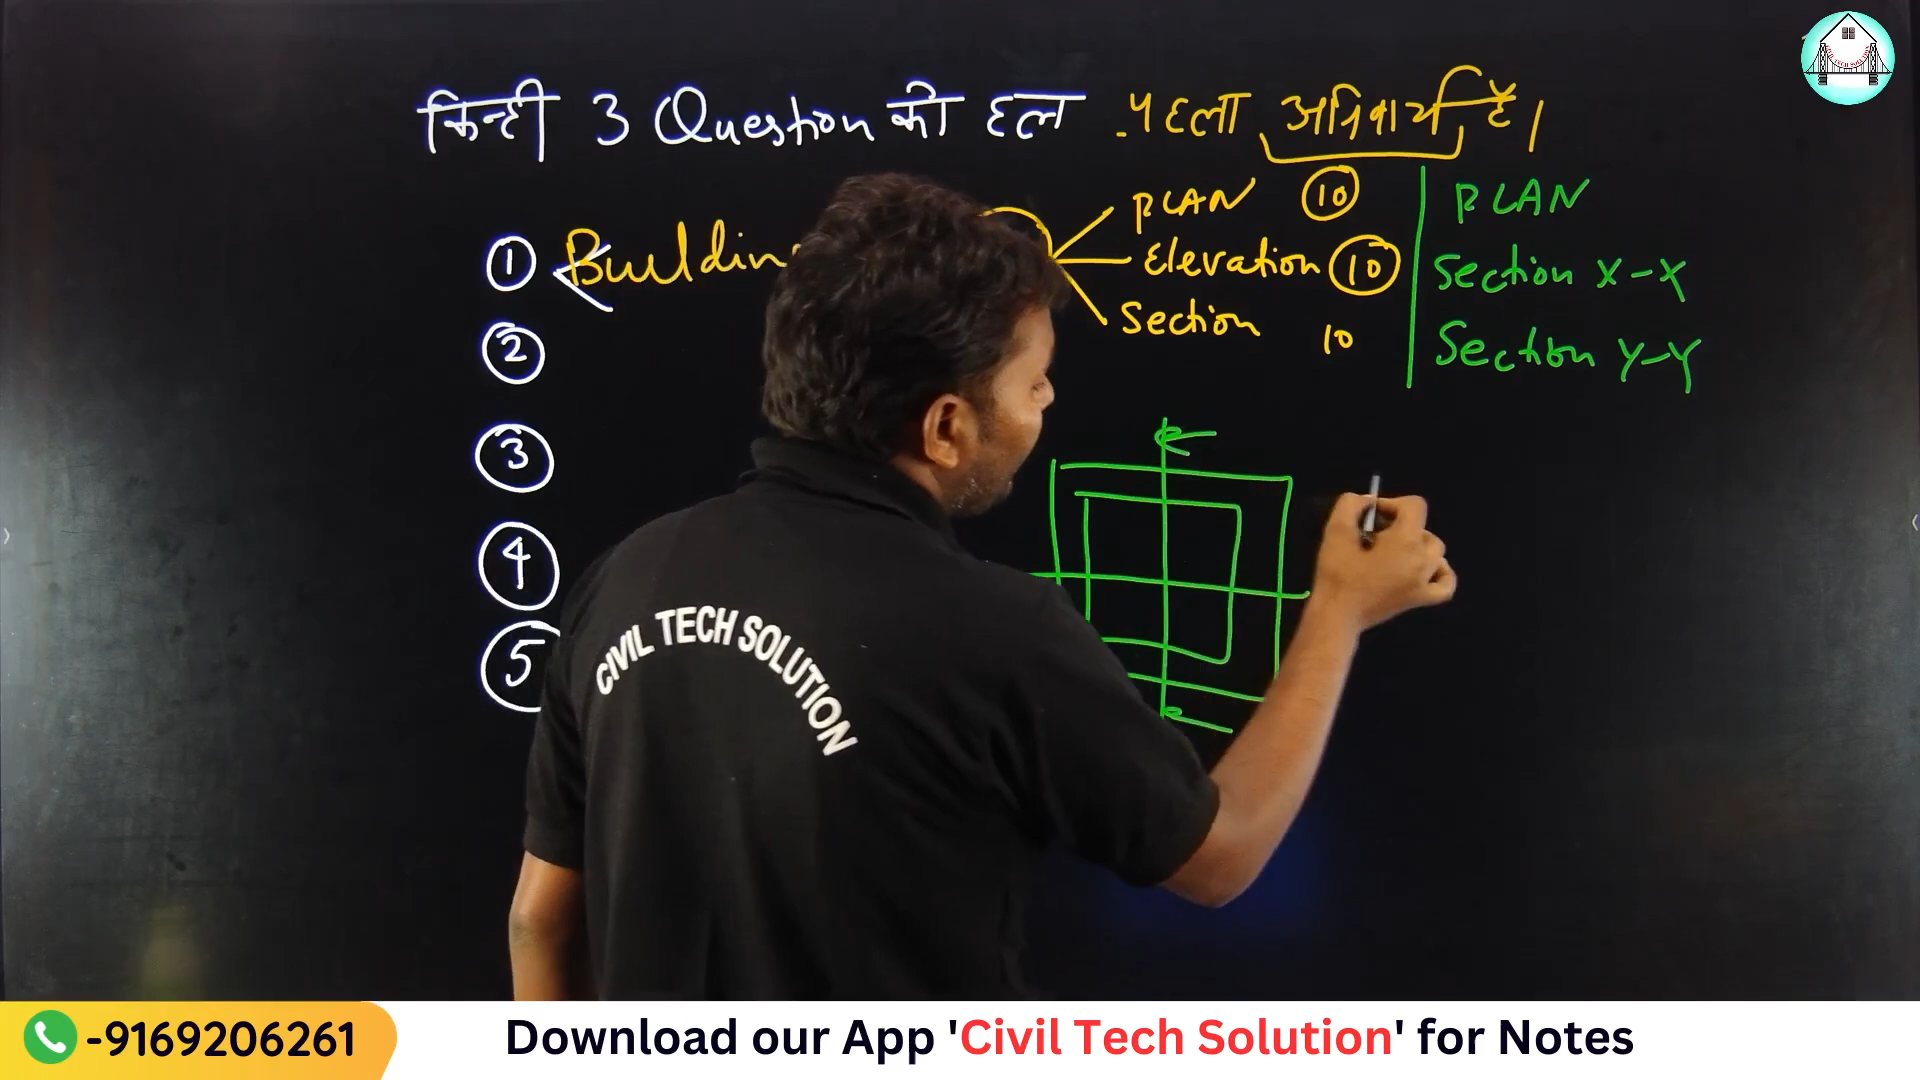 किन्ही 3 Question को हल - पहला अनिवार्य है।
① Buildin
PLAN ⑩
Elevation ⑩
Section 10
PLAN
Section X-X
Section Y-Y
②
③
④
⑤
CIVIL TECH SOLUTION
-9169206261
Download our App 'Civil Tech Solution' for Notes